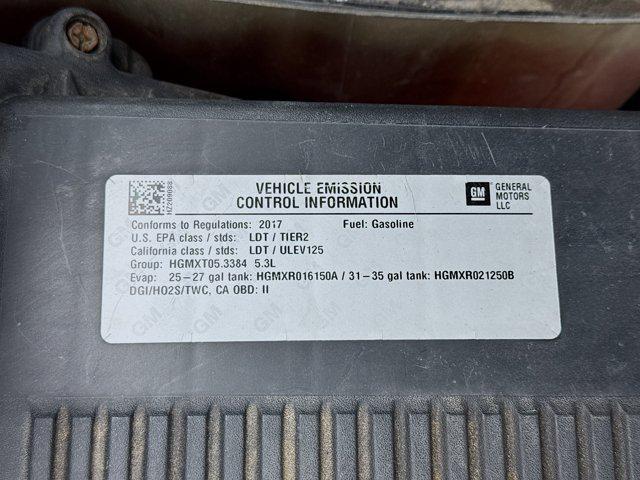 VEHICLE EMISSION
CONTROL INFORMATION
GM GENERAL MOTORS LLC
HZ209088
Conforms to Regulations: 2017 Fuel: Gasoline
U.S. EPA class / stds: LDT / TIER2
California class / stds: LDT / ULEV125
Group: HGMXT05.3384 5.3L
Evap: 25-27 gal tank: HGMXR016150A / 31-35 gal tank: HGMXR021250B
DGI/HO2S/TWC, CA OBD: II